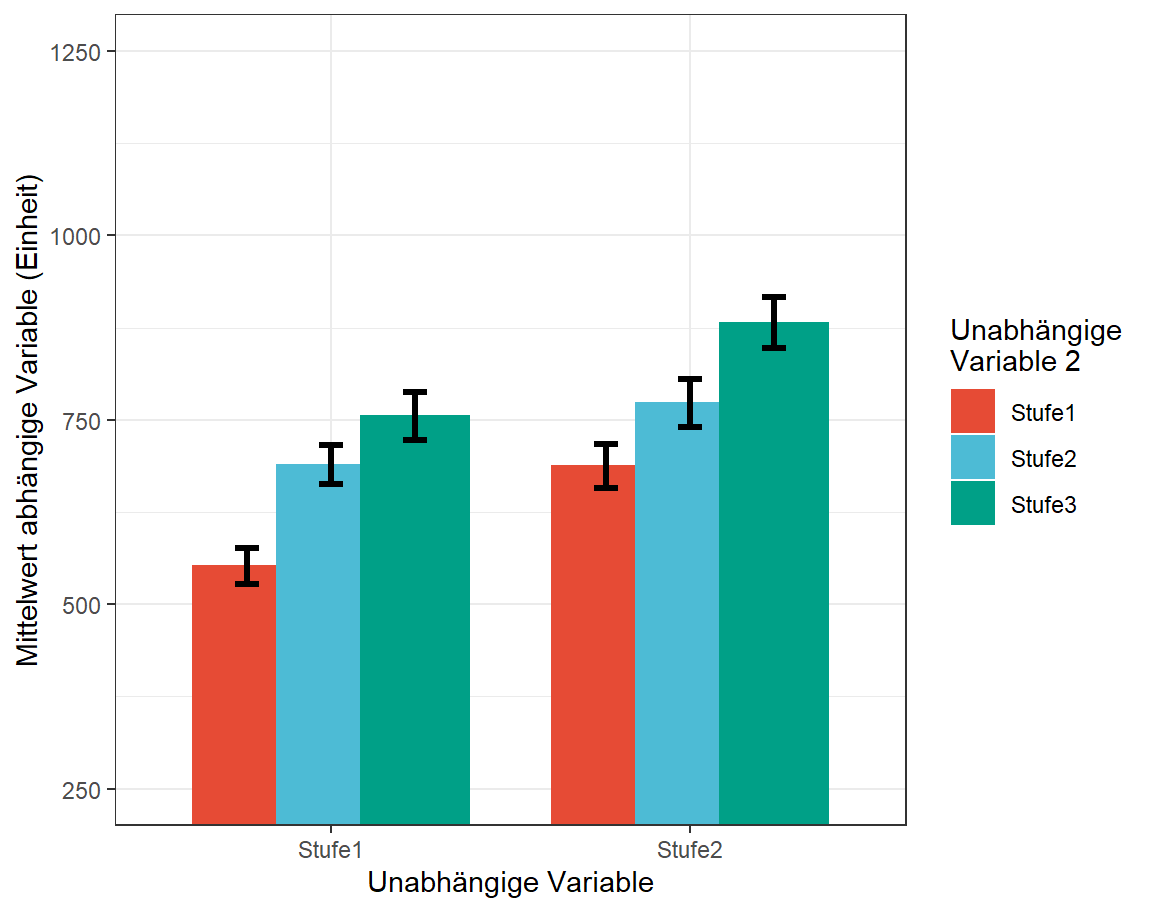 Mittelwert abhängige Variable (Einheit)
1250
1000
750
500
250
Stufe1
Stufe2
Unabhängige Variable
Unabhängige
Variable 2
Stufe1
Stufe2
Stufe3